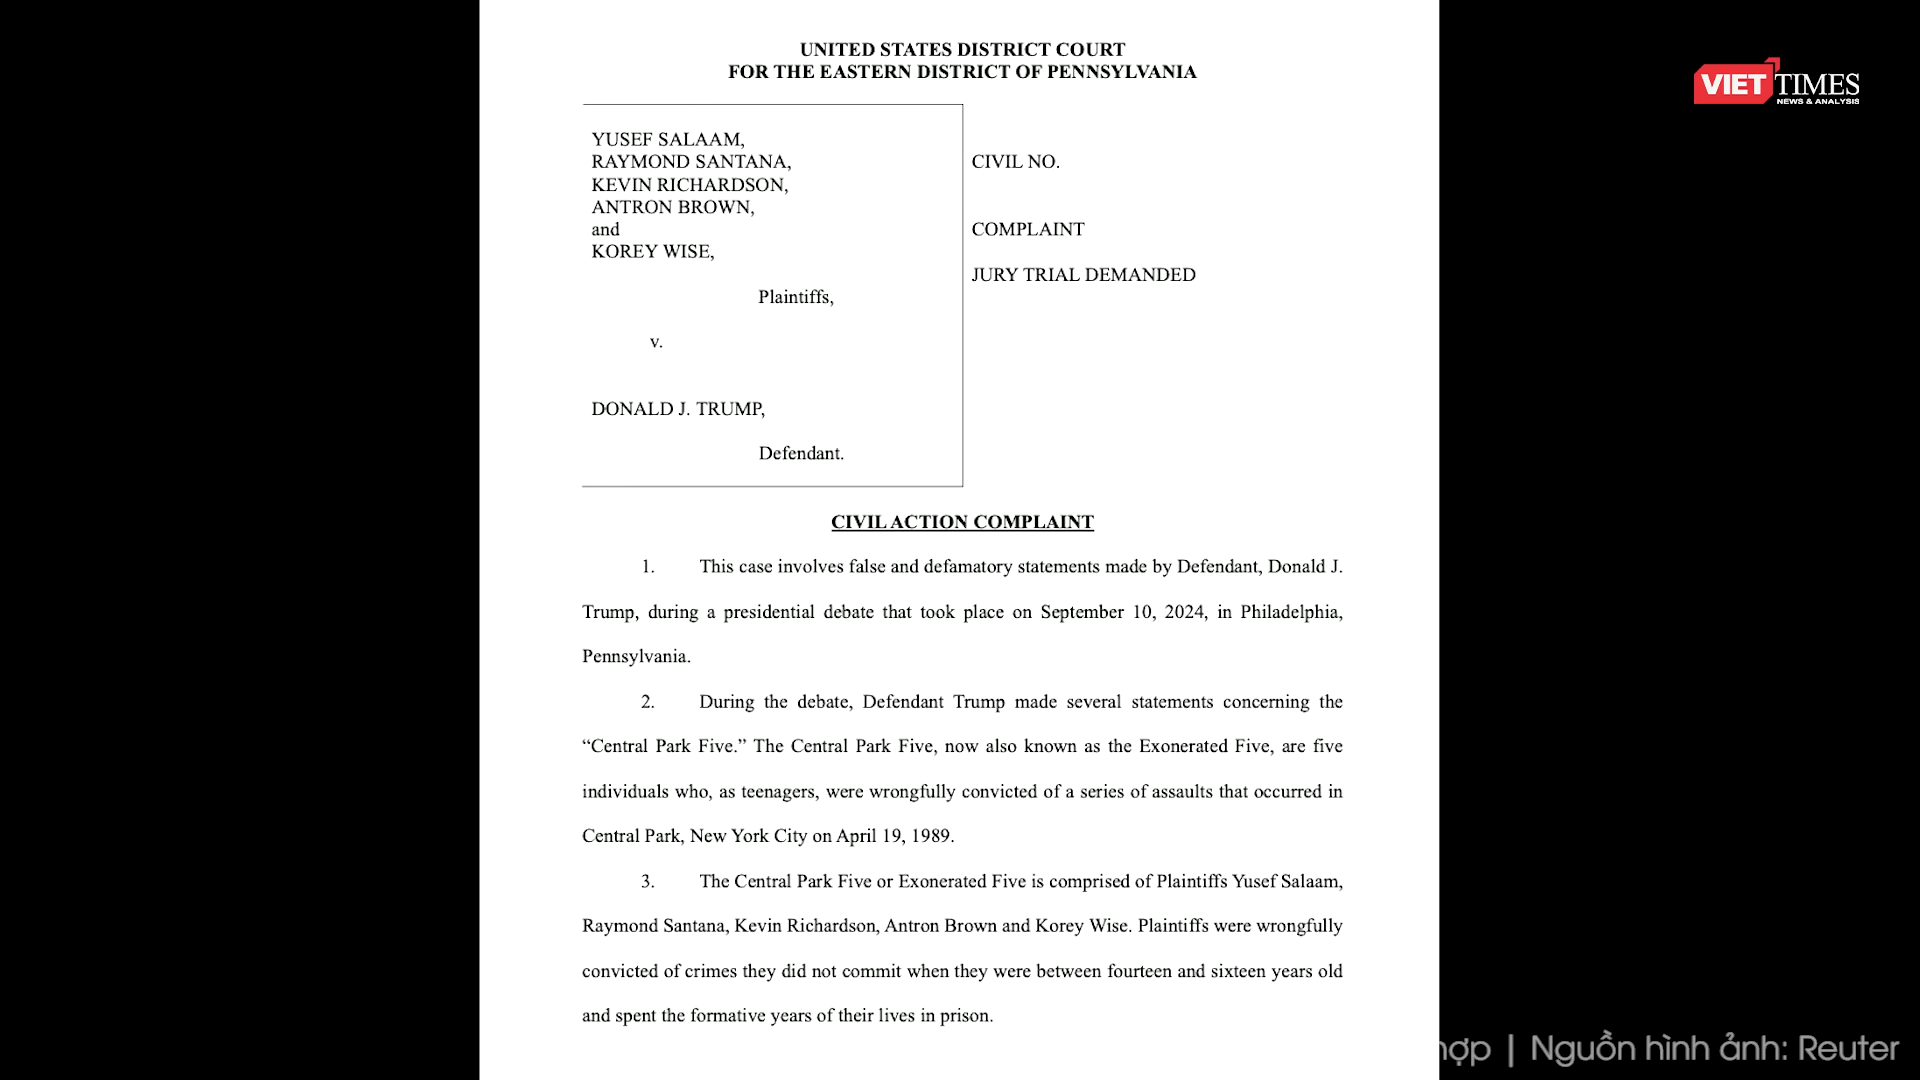 UNITED STATES DISTRICT COURT
FOR THE EASTERN DISTRICT OF PENNSYLVANIA
VIET TIMES
NEWS & ANALYSIS
YUSEF SALAAM,
RAYMOND SANTANA,
KEVIN RICHARDSON,
ANTRON BROWN,
and
KOREY WISE,
Plaintiffs,
v.
DONALD J. TRUMP,
Defendant.
CIVIL NO.
COMPLAINT
JURY TRIAL DEMANDED
CIVIL ACTION COMPLAINT
1. This case involves false and defamatory statements made by Defendant, Donald J.
Trump, during a presidential debate that took place on September 10, 2024, in Philadelphia,
Pennsylvania.
2. During the debate, Defendant Trump made several statements concerning the
“Central Park Five.” The Central Park Five, now also known as the Exonerated Five, are five
individuals who, as teenagers, were wrongfully convicted of a series of assaults that occurred in
Central Park, New York City on April 19, 1989.
3. The Central Park Five or Exonerated Five is comprised of Plaintiffs Yusef Salaam,
Raymond Santana, Kevin Richardson, Antron Brown and Korey Wise. Plaintiffs were wrongfully
convicted of crimes they did not commit when they were between fourteen and sixteen years old
and spent the formative years of their lives in prison.
| Nguồn hình ảnh: Reuter